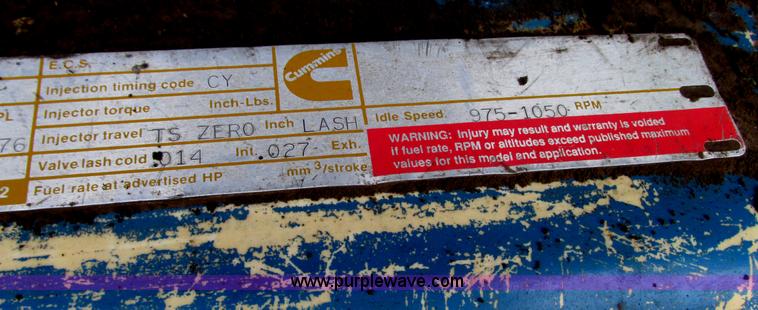 E.C.S.
Injection timing code CY
Cummins
PL
Injector torque Inch-Lbs.
Idle Speed. 975-1050 RPM
76
Injector travel TS ZERO Inch LASH
Valve lash cold .014 Int. .027 Exh.
2
Fuel rate at advertised HP mm³/stroke
WARNING: Injury may result and warranty is voided
if fuel rate, RPM or altitudes exceed published maximum
values for this model and application.
www.purplewave.com